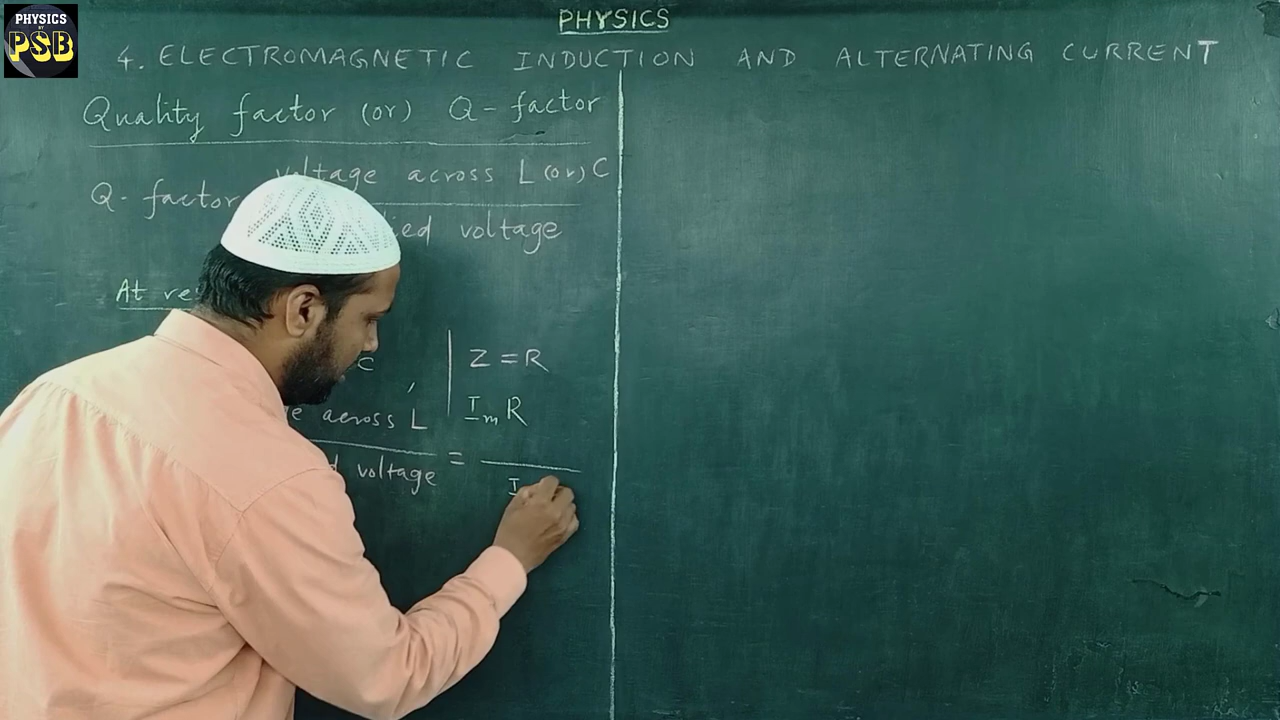 PHYSICS
BY
PSB
PHYSICS
4. ELECTROMAGNETIC INDUCTION AND ALTERNATING CURRENT
Quality factor (or) Q - factor
voltage across L (or) C
Q - factor
ied voltage
At re
C
Z = R
across L
I_m R
voltage =
I